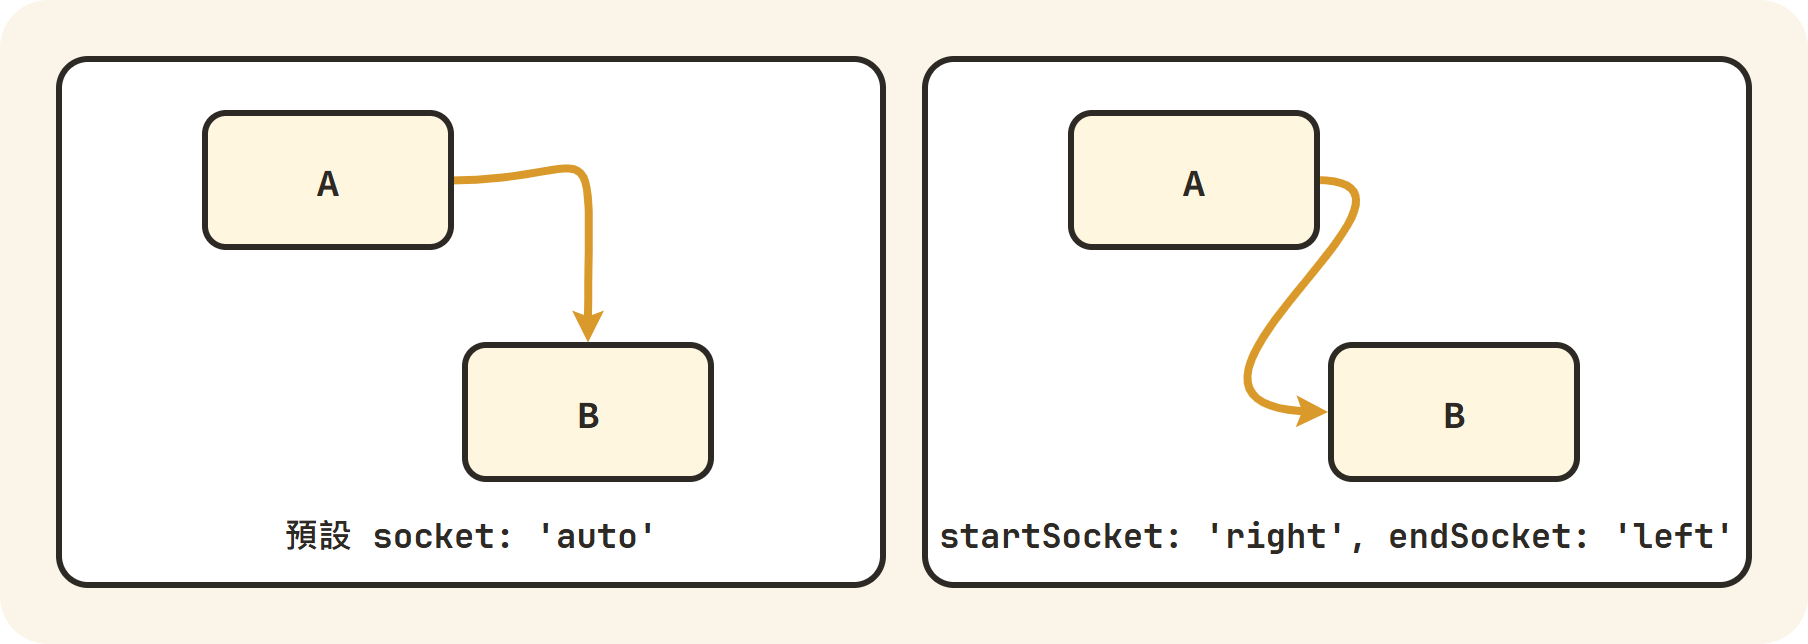 A
B
預設 socket: 'auto'
A
B
startSocket: 'right', endSocket: 'left'